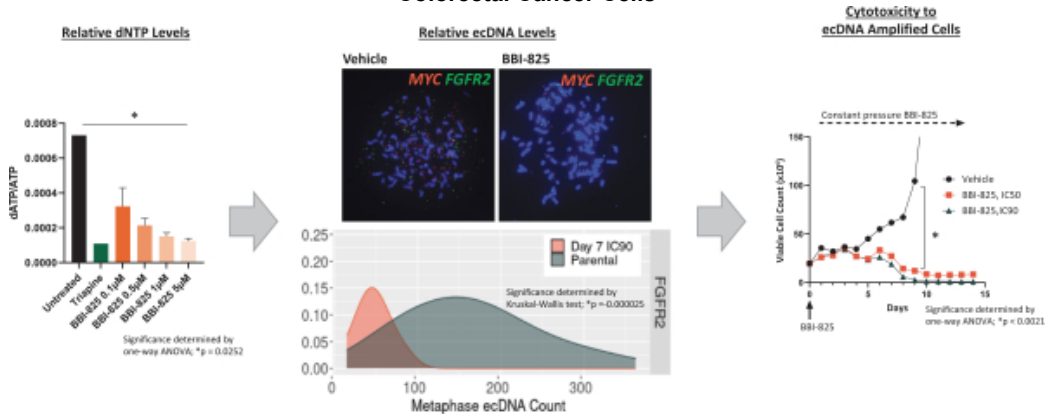 Relative dNTP Levels
*
0.0008
0.0006
0.0004
0.0002
0.0000
dATP/ATP
Untreated
Triapine
BBI-825 0.1µM
BBI-825 0.5µM
BBI-825 1µM
BBI-825 5µM
Significance determined by
one-way ANOVA; *p = 0.0252
Relative ecDNA Levels
Vehicle
BBI-825
MYC FGFR2
MYC FGFR2
0.25
0.20
0.15
0.10
0.05
0.00
Day 7 IC90
Parental
Significance determined by
Kruskal-Wallis test; *p =0.000025
FGFR2
0
100
200
300
Metaphase ecDNA Count
Cytotoxicity to
ecDNA Amplified Cells
Constant pressure BBI-825
150
100
50
0
Viable Cell Count (x10⁶)
Vehicle
BBI-825, IC50
BBI-825, IC90
*
0
5
10
15
Days
BBI-825
Significance determined by
one-way ANOVA; *p < 0.0021